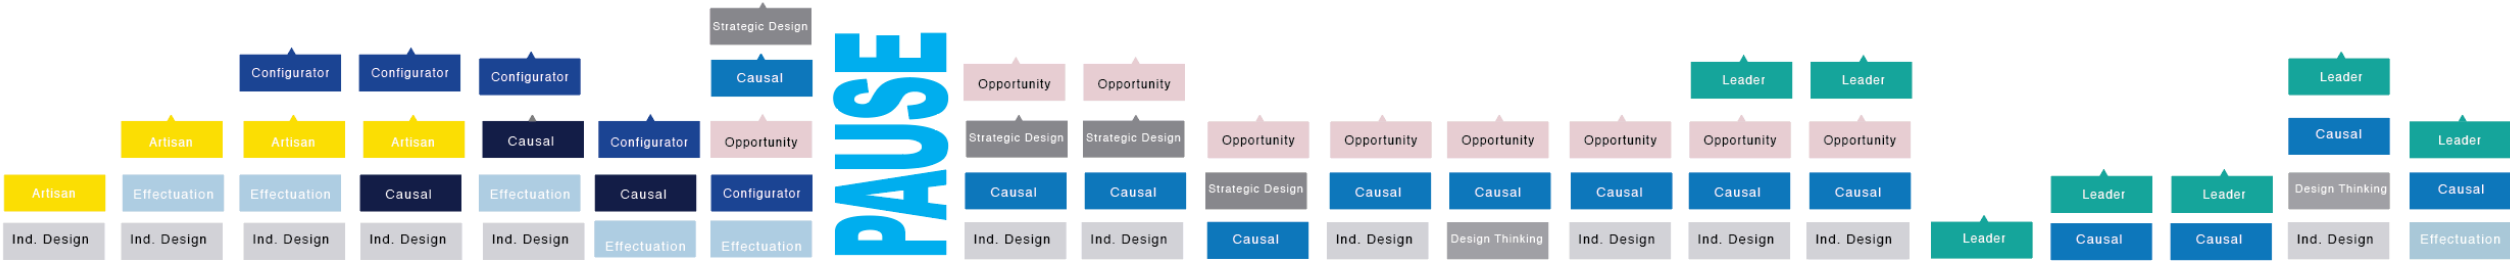 Artisan
Ind. Design
Artisan
Effectuation
Ind. Design
Configurator
Artisan
Effectuation
Ind. Design
Configurator
Artisan
Causal
Ind. Design
Configurator
Causal
Effectuation
Ind. Design
Configurator
Causal
Effectuation
Strategic Design
Causal
Opportunity
Configurator
Effectuation
PAUSE
Opportunity
Strategic Design
Causal
Ind. Design
Opportunity
Strategic Design
Causal
Ind. Design
Opportunity
Strategic Design
Causal
Opportunity
Causal
Ind. Design
Opportunity
Causal
Design Thinking
Opportunity
Causal
Ind. Design
Leader
Opportunity
Causal
Ind. Design
Leader
Opportunity
Causal
Ind. Design
Leader
Leader
Causal
Leader
Causal
Leader
Causal
Design Thinking
Ind. Design
Leader
Causal
Effectuation